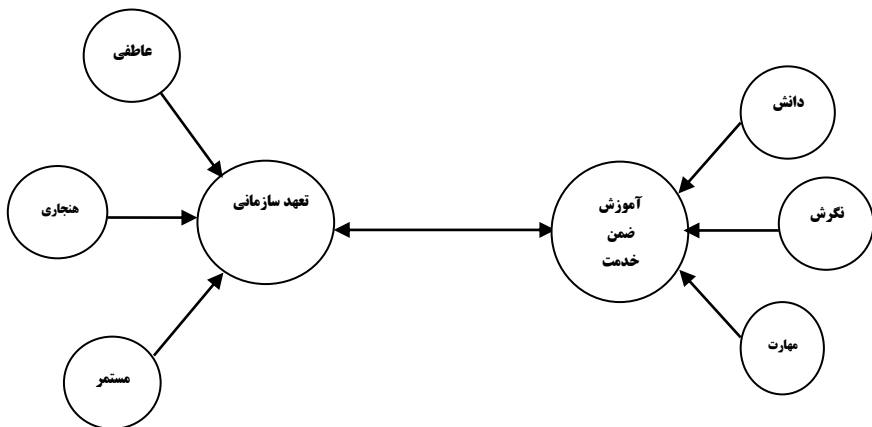 عاطفی
دانش
تعهد سازمانی
آموزش
ضمن
خدمت
هنجاری
نگرش
مستمر
مهارت